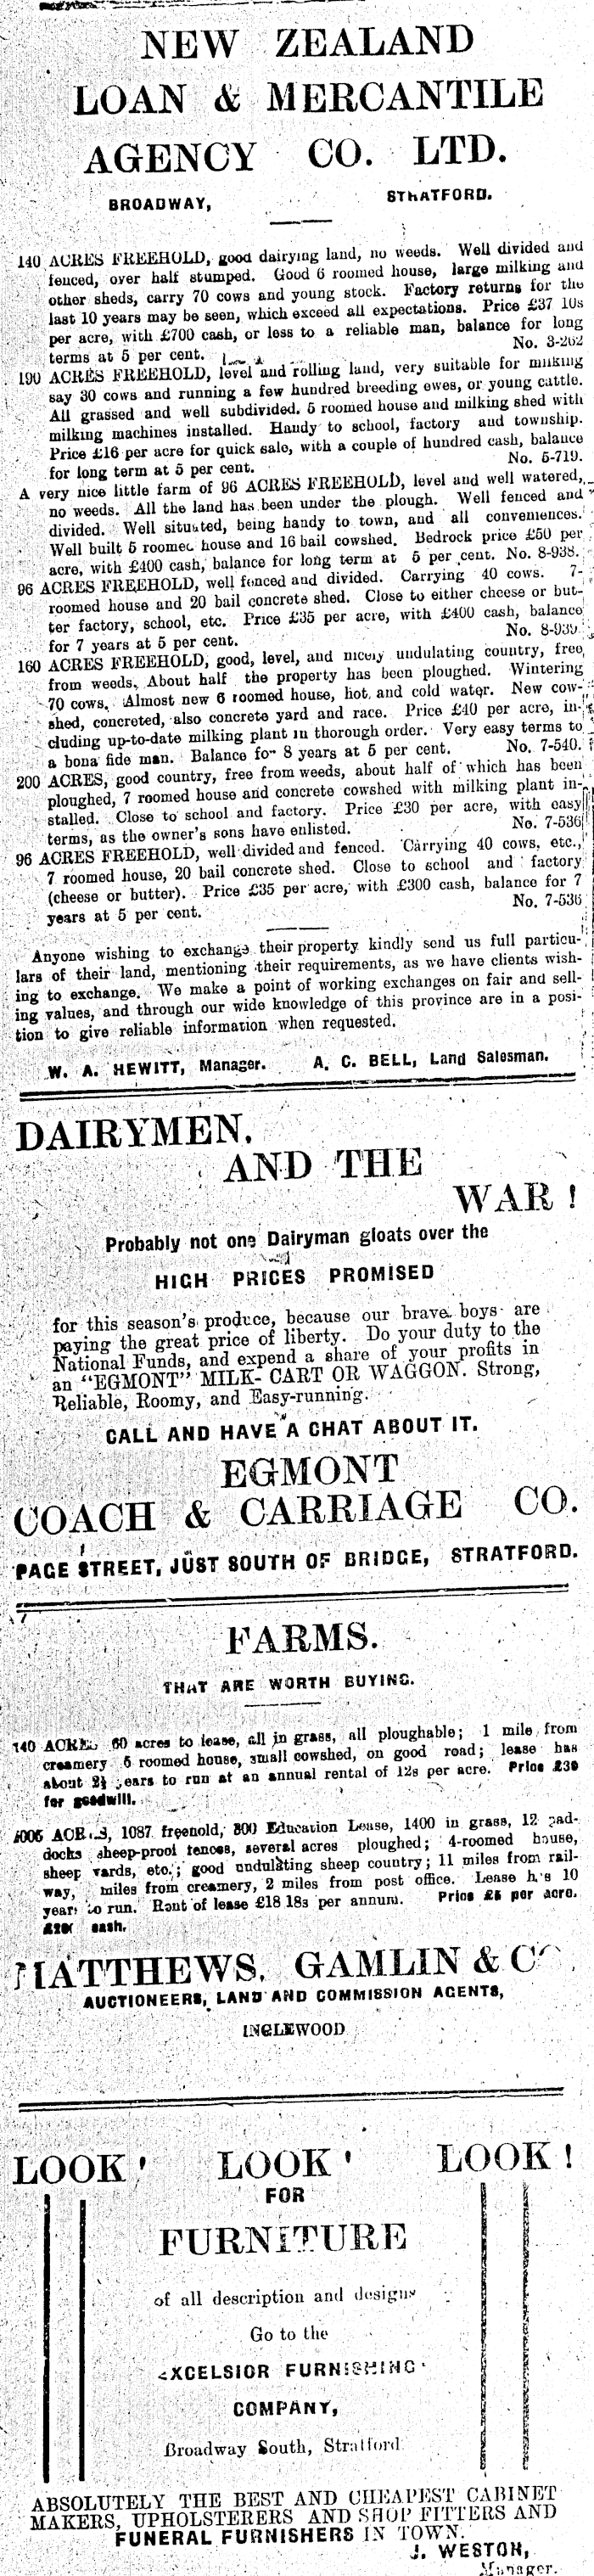 NEW ZEALAND
LOAN & MERCANTILE
AGENCY CO. LTD.
BROADWAY, STRATFORD.
140 ACRES FREEHOLD, good dairying land, no weeds. Well divided and
fenced, over half stumped. Good 6 roomed house, large milking and
other sheds, carry 70 cows and young stock. Factory returns for the
last 10 years may be seen, which exceed all expectations. Price £37 10s
per acre, with £700 cash, or less to a reliable man, balance for long
terms at 5 per cent. No. 3-262
190 ACRES FREEHOLD, level and rolling land, very suitable for milking
say 30 cows and running a few hundred breeding ewes, or young cattle.
All grassed and well subdivided. 5 roomed house and milking shed with
milking machines installed. Handy to school, factory and township.
Price £16 per acre for quick sale, with a couple of hundred cash, balance
for long term at 5 per cent. No. 5-719.
A very nice little farm of 96 ACRES FREEHOLD, level and well watered,
no weeds. All the land has been under the plough. Well fenced and
divided. Well situated, being handy to town, and all conveniences.
Well built 5 roomed house and 16 bail cowshed. Bedrock price £50 per
acre, with £400 cash, balance for long term at 5 per cent. No. 8-938.
96 ACRES FREEHOLD, well fenced and divided. Carrying 40 cows. 7-
roomed house and 20 bail concrete shed. Close to either cheese or but-
ter factory, school, etc. Price £35 per acre, with £400 cash, balance
for 7 years at 5 per cent. No. 8-939.
160 ACRES FREEHOLD, good, level, and nicely undulating country, free
from weeds. About half the property has been ploughed. Wintering
70 cows. Almost new 6 roomed house, hot and cold water. New cow-
shed, concreted, also concrete yard and race. Price £40 per acre, in-
cluding up-to-date milking plant in thorough order. Very easy terms to
a bona fide man. Balance for 8 years at 5 per cent. No. 7-540.
200 ACRES, good country, free from weeds, about half of which has been
ploughed, 7 roomed house and concrete cowshed with milking plant in-
stalled. Close to school and factory. Price £30 per acre, with easy
terms, as the owner's sons have enlisted. No. 7-536
96 ACRES FREEHOLD, well divided and fenced. Carrying 40 cows, etc.,
7 roomed house, 20 bail concrete shed. Close to school and factory
(cheese or butter). Price £35 per acre, with £300 cash, balance for 7
years at 5 per cent. No. 7-536
Anyone wishing to exchange their property kindly send us full particu-
lars of their land, mentioning their requirements, as we have clients wish-
ing to exchange. We make a point of working exchanges on fair and sell-
ing values, and through our wide knowledge of this province are in a posi-
tion to give reliable information when requested.
W. A. HEWITT, Manager. A. C. BELL, Land Salesman.
DAIRYMEN,
AND THE
WAR!
Probably not one Dairyman gloats over the
HIGH PRICES PROMISED
for this season's produce, because our brave boys are
paying the great price of liberty. Do your duty to the
National Funds, and expend a share of your profits in
an "EGMONT" MILK-CART OR WAGGON. Strong,
Reliable, Roomy, and Easy-running.
CALL AND HAVE A CHAT ABOUT IT.
EGMONT
COACH & CARRIAGE CO.
PAGE STREET, JUST SOUTH OF BRIDGE, STRATFORD.
FARMS.
THAT ARE WORTH BUYING.
140 ACRES 60 acres to lease, all in grass, all ploughable; 1 mile from
creamery 6 roomed house, small cowshed, on good road; lease has
about 2½ years to run at an annual rental of 12s per acre. Price £30
for goodwill.
ACRES, 1087 freehold, 800 Education Lease, 1400 in grass, 12 pad-
docks sheep-proof fences, several acres ploughed; 4-roomed house,
sheep yards, etc.; good undulating sheep country; 11 miles from rail-
way, miles from creamery, 2 miles from post office. Lease has 10
years to run. Rent of lease £18 18s per annum. Price £5 per acre.
cash.
MATTHEWS, GAMLIN & CO.,
AUCTIONEERS, LAND AND COMMISSION AGENTS,
INGLEWOOD
LOOK! LOOK! LOOK!
FOR
FURNITURE
of all description and designs
Go to the
EXCELSIOR FURNISHING
COMPANY,
Broadway South, Stratford
ABSOLUTELY THE BEST AND CHEAPEST CABINET
MAKERS, UPHOLSTERERS AND SHOP FITTERS AND
FUNERAL FURNISHERS IN TOWN.
J. WESTON,
Manager.